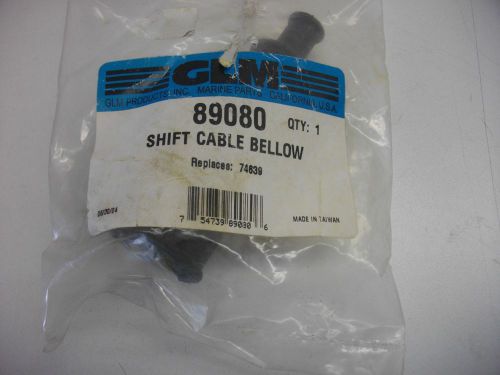 GLM
GLM PRODUCTS, INC. MARINE PARTS CALIFORNIA, U.S.A.
89080 QTY: 1
SHIFT CABLE BELLOW
Replaces: 74639
MADE IN TAIWAN
7 54739 89080 6